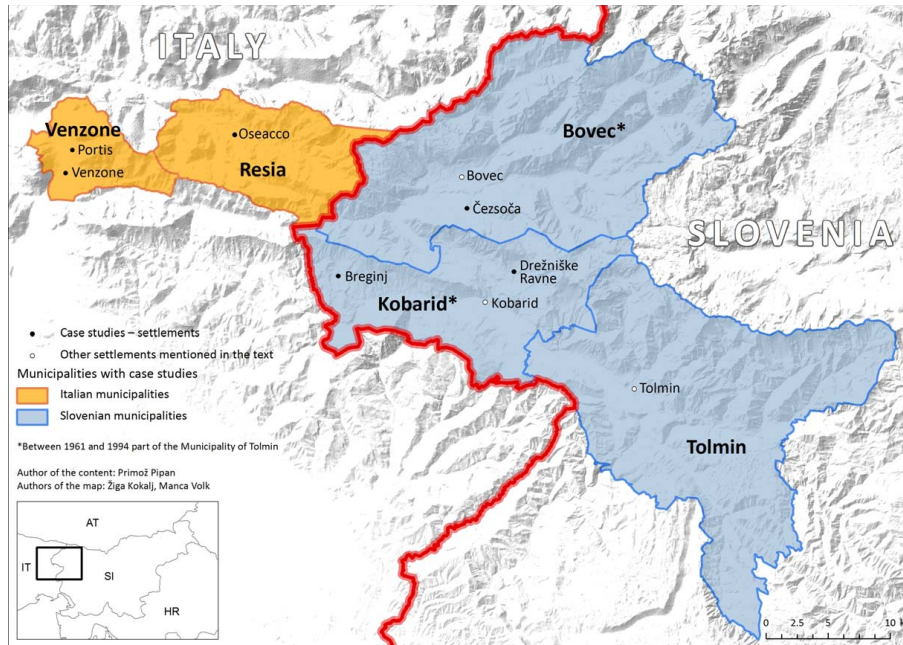 ITALY
Venzone
Portis
Venzone
Oseacco
Resia
Bovec*
Bovec
Čezsoča
SLOVENIA
Breginj
Drežniške
Ravne
Kobarid*
Kobarid
Tolmin
Tolmin
Case studies – settlements
Other settlements mentioned in the text
Municipalities with case studies
Italian municipalities
Slovenian municipalities
*Between 1961 and 1994 part of the Municipality of Tolmin
Author of the content: Primož Pipan
Authors of the map: Žiga Kokalj, Manca Volk
AT
IT
SI
HR
0 2.5 5 10 k